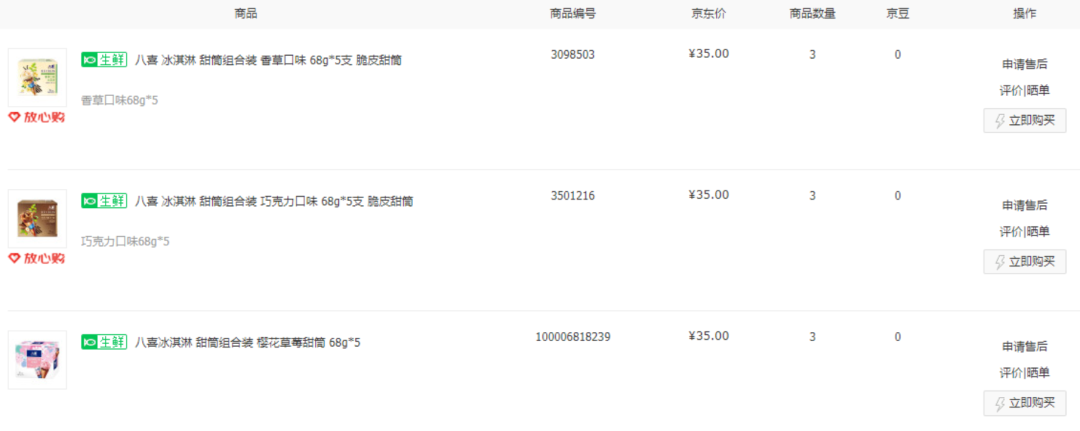 商品 商品编号 京东价 商品数量 京豆 操作
生鲜 八喜 冰淇淋 甜筒组合装 香草口味 68g*5支 脆皮甜筒 3098503 ¥35.00 3 0 申请售后
香草口味68g*5 评价|晒单
放心购 立即购买
生鲜 八喜 冰淇淋 甜筒组合装 巧克力口味 68g*5支 脆皮甜筒 3501216 ¥35.00 3 0 申请售后
巧克力口味68g*5 评价|晒单
放心购 立即购买
生鲜 八喜冰淇淋 甜筒组合装 樱花草莓甜筒 68g*5 100006818239 ¥35.00 3 0 申请售后
评价|晒单
立即购买